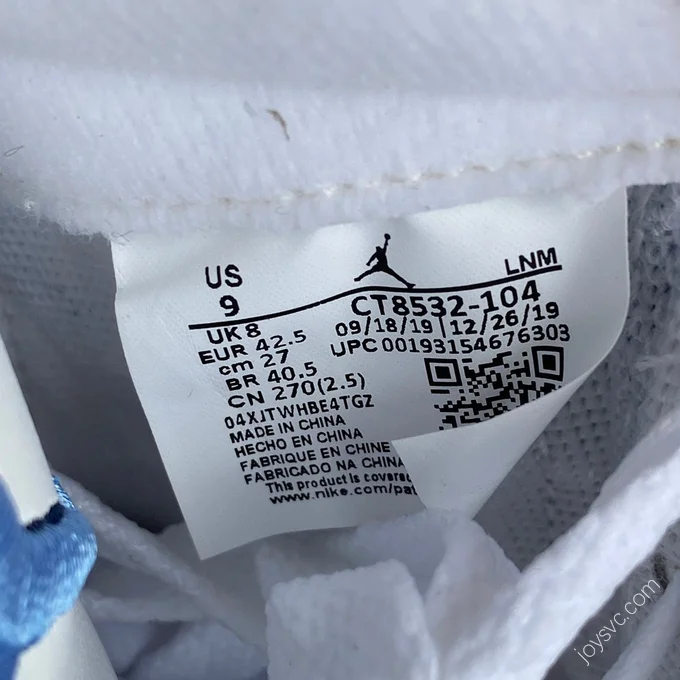 US
9
LNM
CT8532-104
UK 8
09/18/19 | 12/26/19
EUR 42.5
UPC 00193154676303
cm 27
BR 40.5
CN 270(2.5)
04XJTWHBE4TGZ
MADE IN CHINA
HECHO EN CHINA
FABRIQUE EN CHINE
FABRICADO NA CHINA
This product is
www.nike.com/
joysvc.com